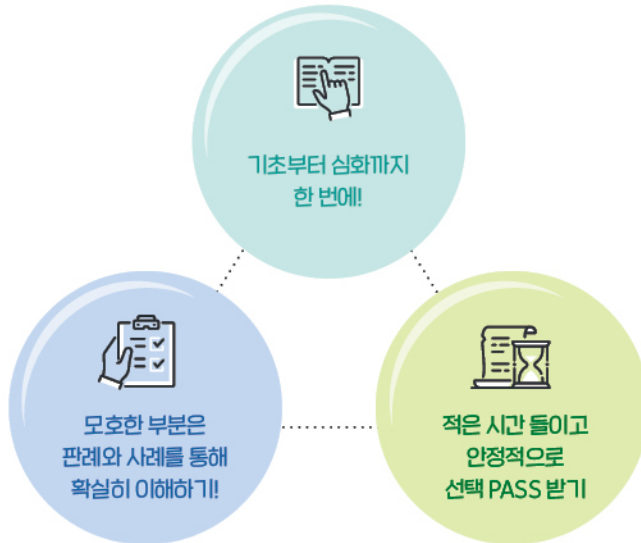 기초부터 심화까지
한 번에!
모호한 부분은
판례와 사례를 통해
확실히 이해하기!
적은 시간 들이고
안정적으로
선택 PASS 받기